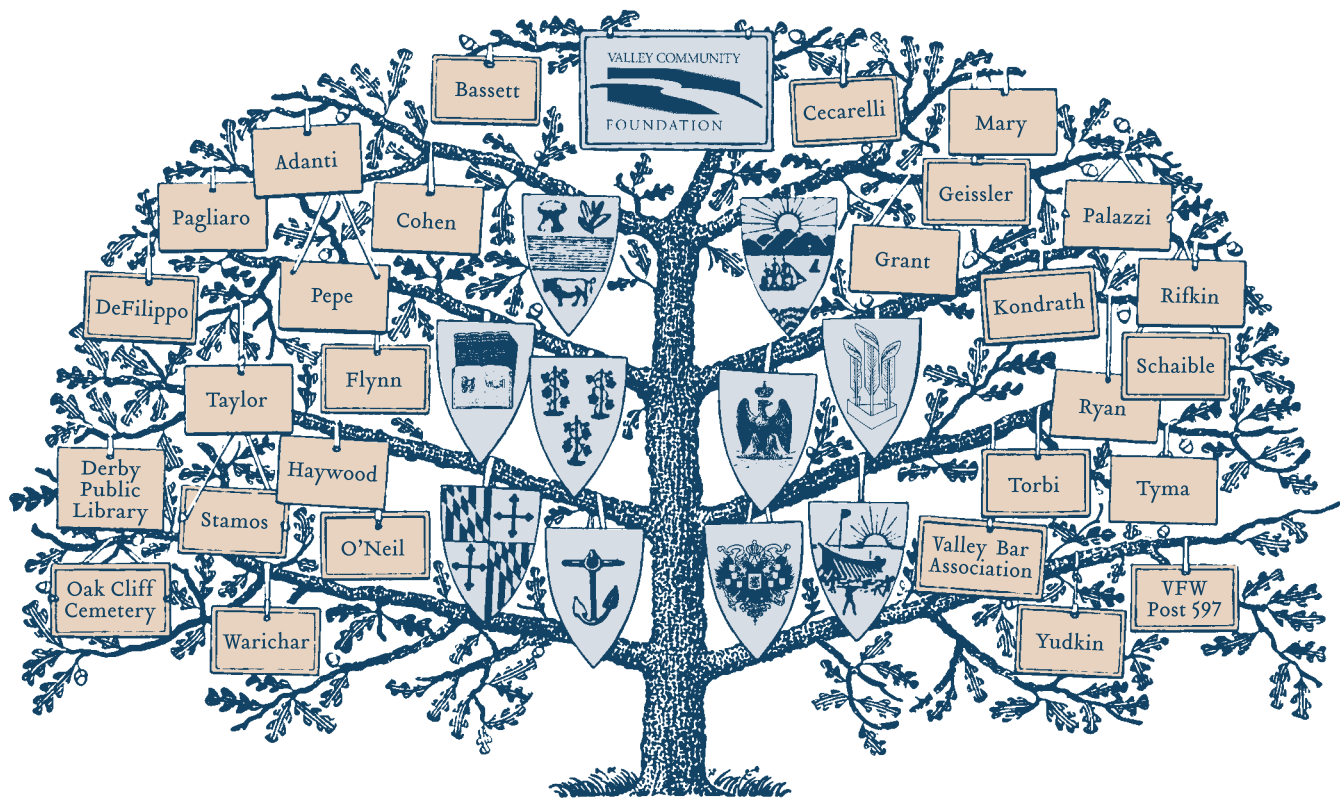 VALLEY COMMUNITY
FOUNDATION
Bassett
Cecarelli
Mary
Adanti
Geissler
Pagliaro
Cohen
Palazzi
Grant
DeFilippo
Pepe
Kondrath
Rifkin
Flynn
Schaible
Taylor
Ryan
Derby
Public
Library
Haywood
Torbi
Tyma
Stamos
O'Neil
Valley Bar
Association
Oak Cliff
Cemetery
VFW
Post 597
Warichar
Yudkin